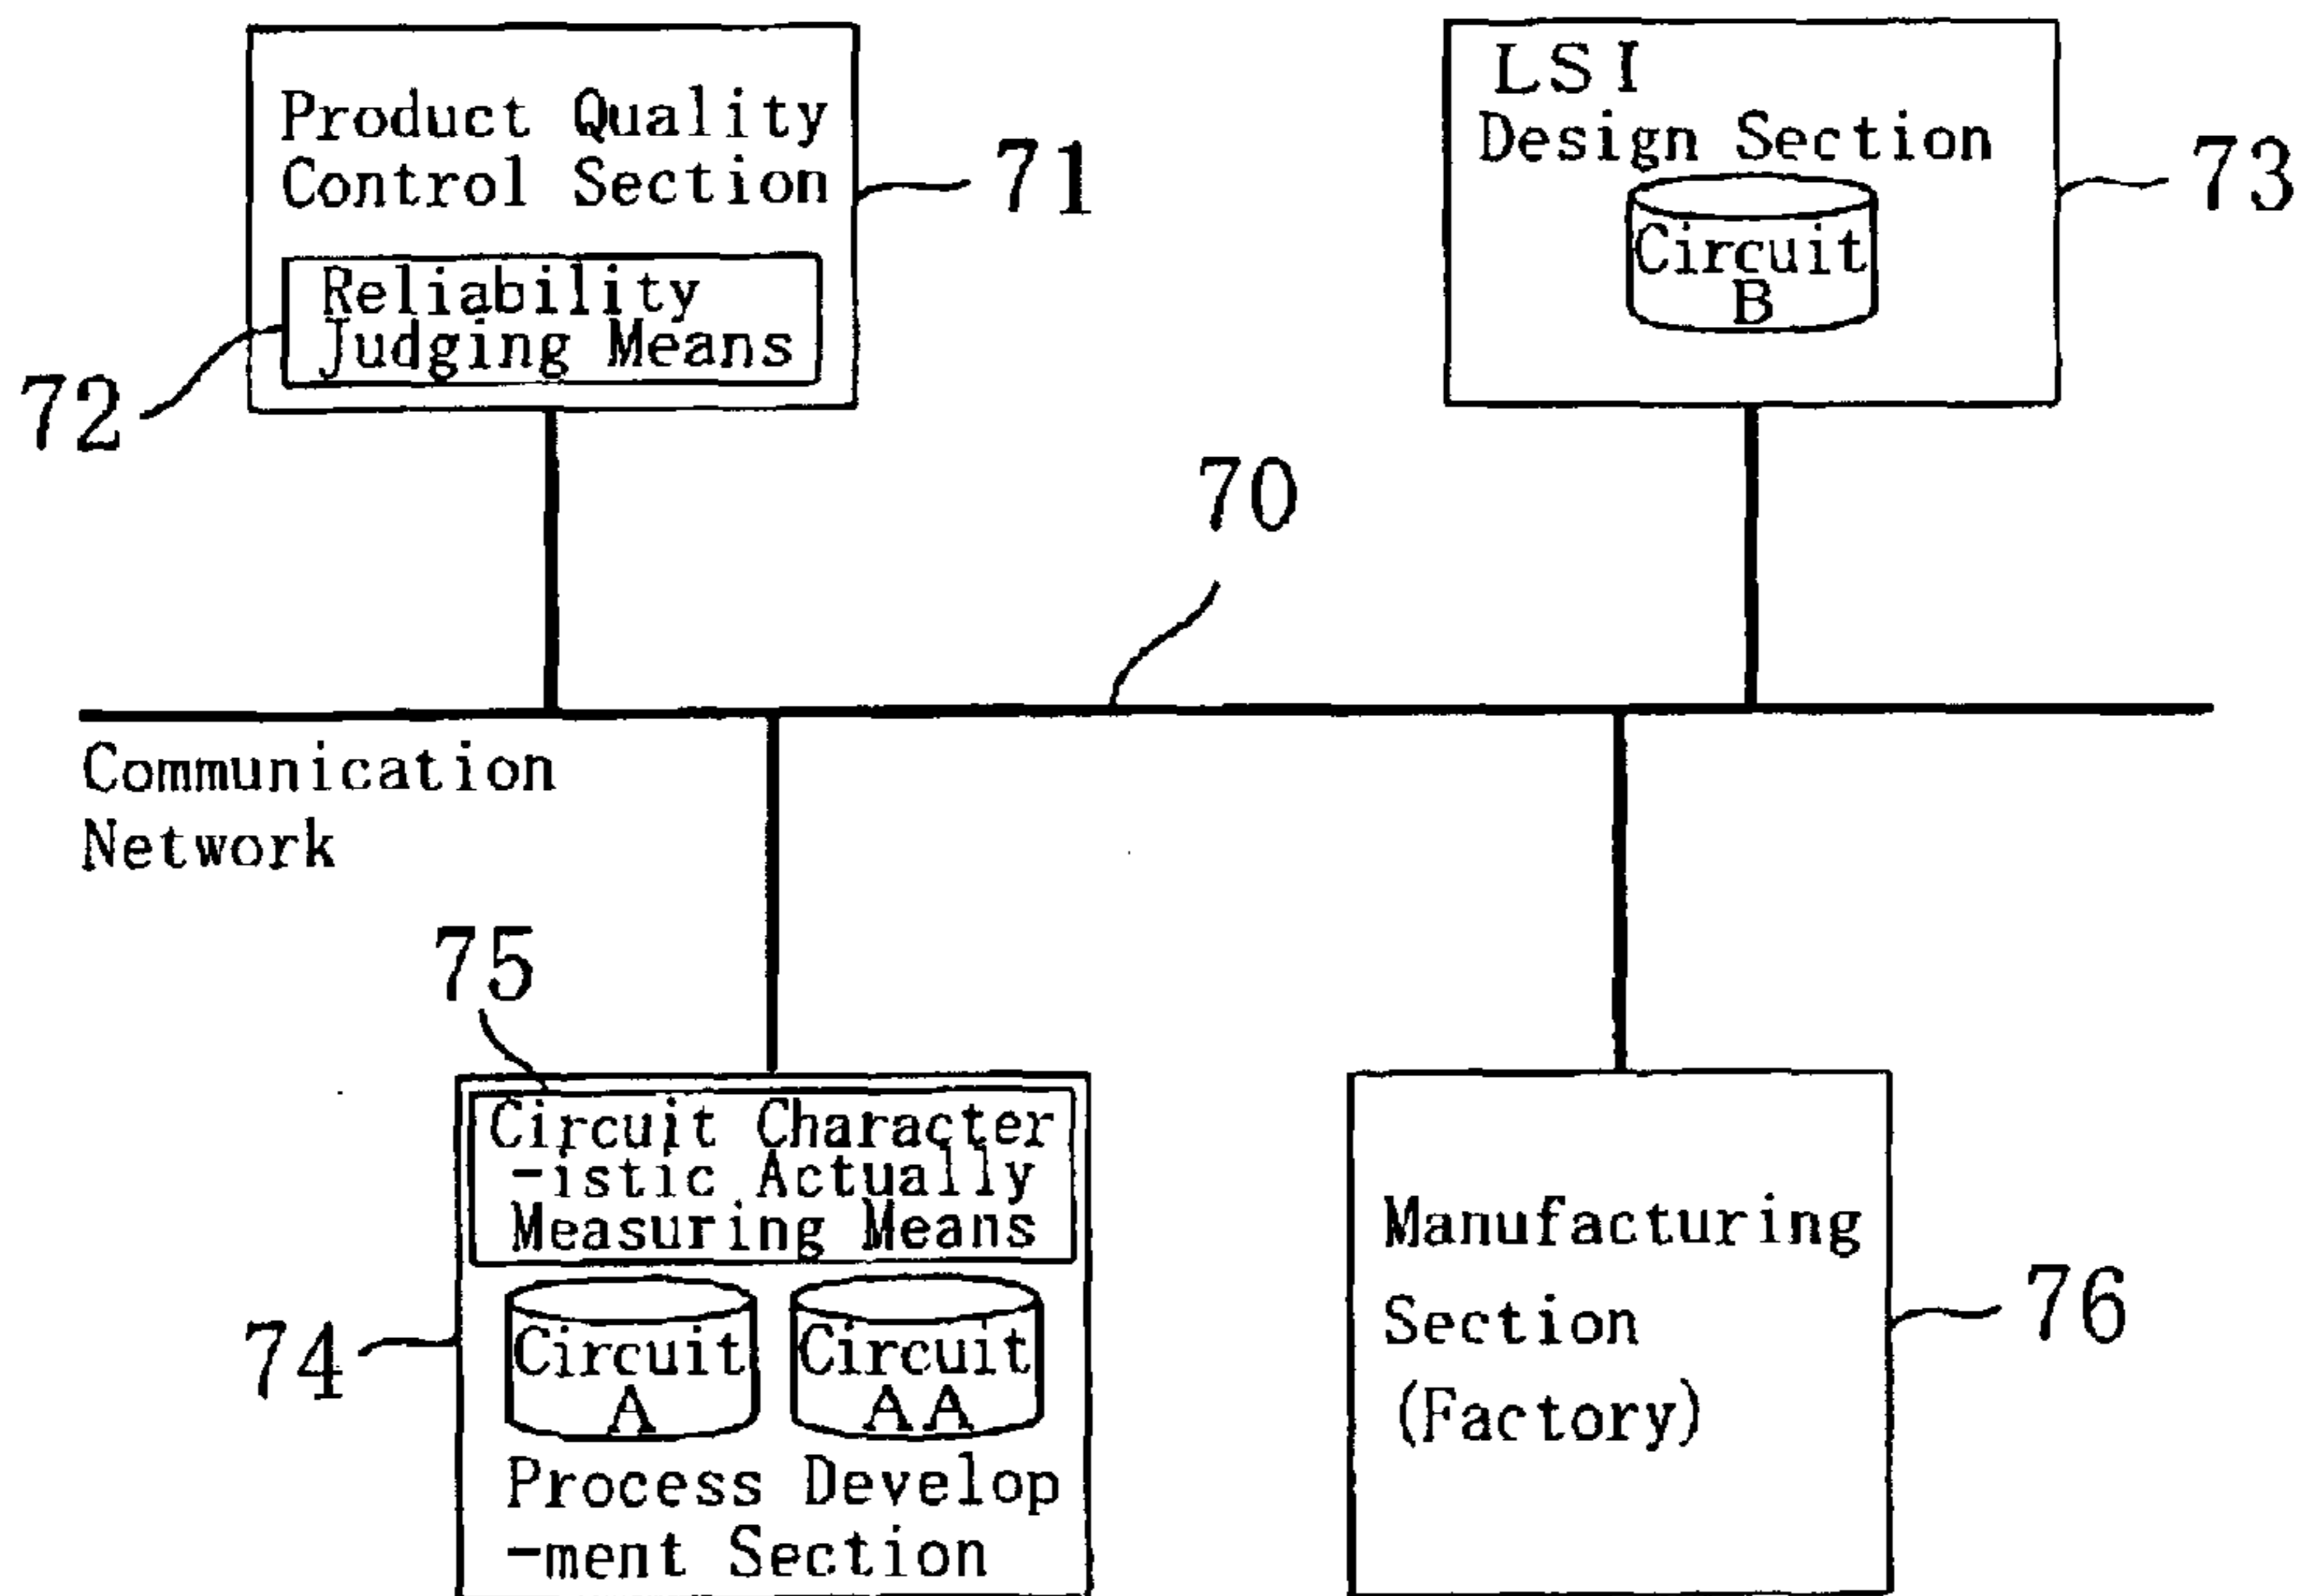 Product Quality
Control Section
71
Reliability
Judging Means
72
LSI
Design Section
73
Circuit
B
70
Communication
Network
75
Circuit Character
-istic Actually
Measuring Means
74
Circuit
A
Circuit
AA
Process Develop
-ment Section
Manufacturing
Section
(Factory)
76